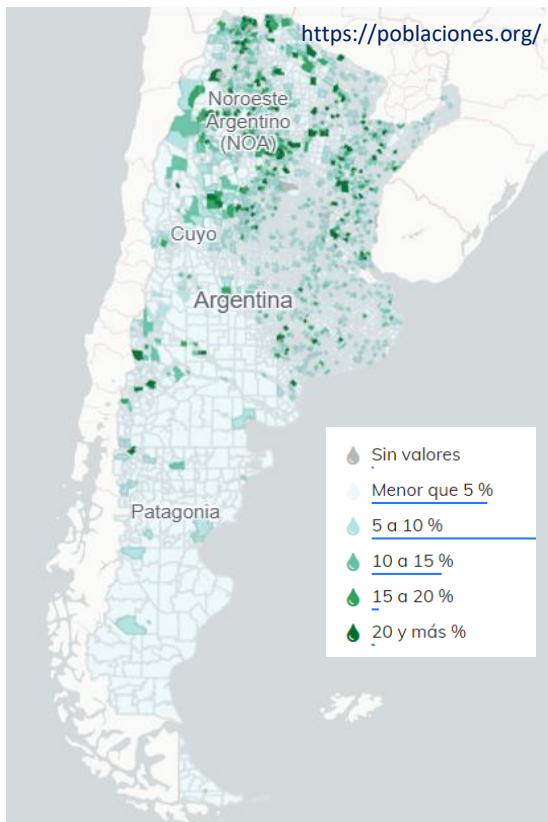 https://poblaciones.org/
Noroeste
Argentino
(NOA)
Cuyo
Argentina
Sin valores
Menor que 5 %
5 a 10 %
Patagonia
10 a 15 %
15 a 20 %
20 y más %